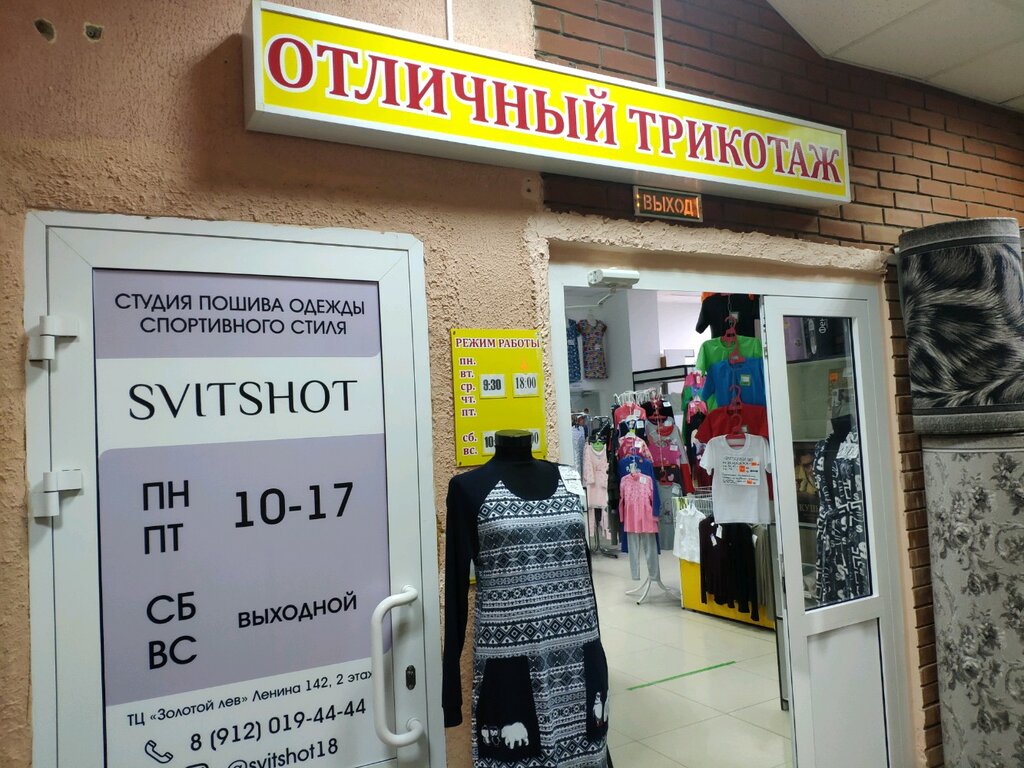 ОТЛИЧНЫЙ ТРИКОТАЖ
ВЫХОД
СТУДИЯ ПОШИВА ОДЕЖДЫ
СПОРТИВНОГО СТИЛЯ
SVITSHOT
ПН
ПТ
10-17
СБ
ВС
ВЫХОДНОЙ
ТЦ «Золотой лев» Ленина 142, 2 этаж
8 (912) 019-44-44
@svitshot18
РЕЖИМ РАБОТЫ
ПН.
ВТ.
СР.
ЧТ.
ПТ.
9:30
18:00
СБ.
ВС.